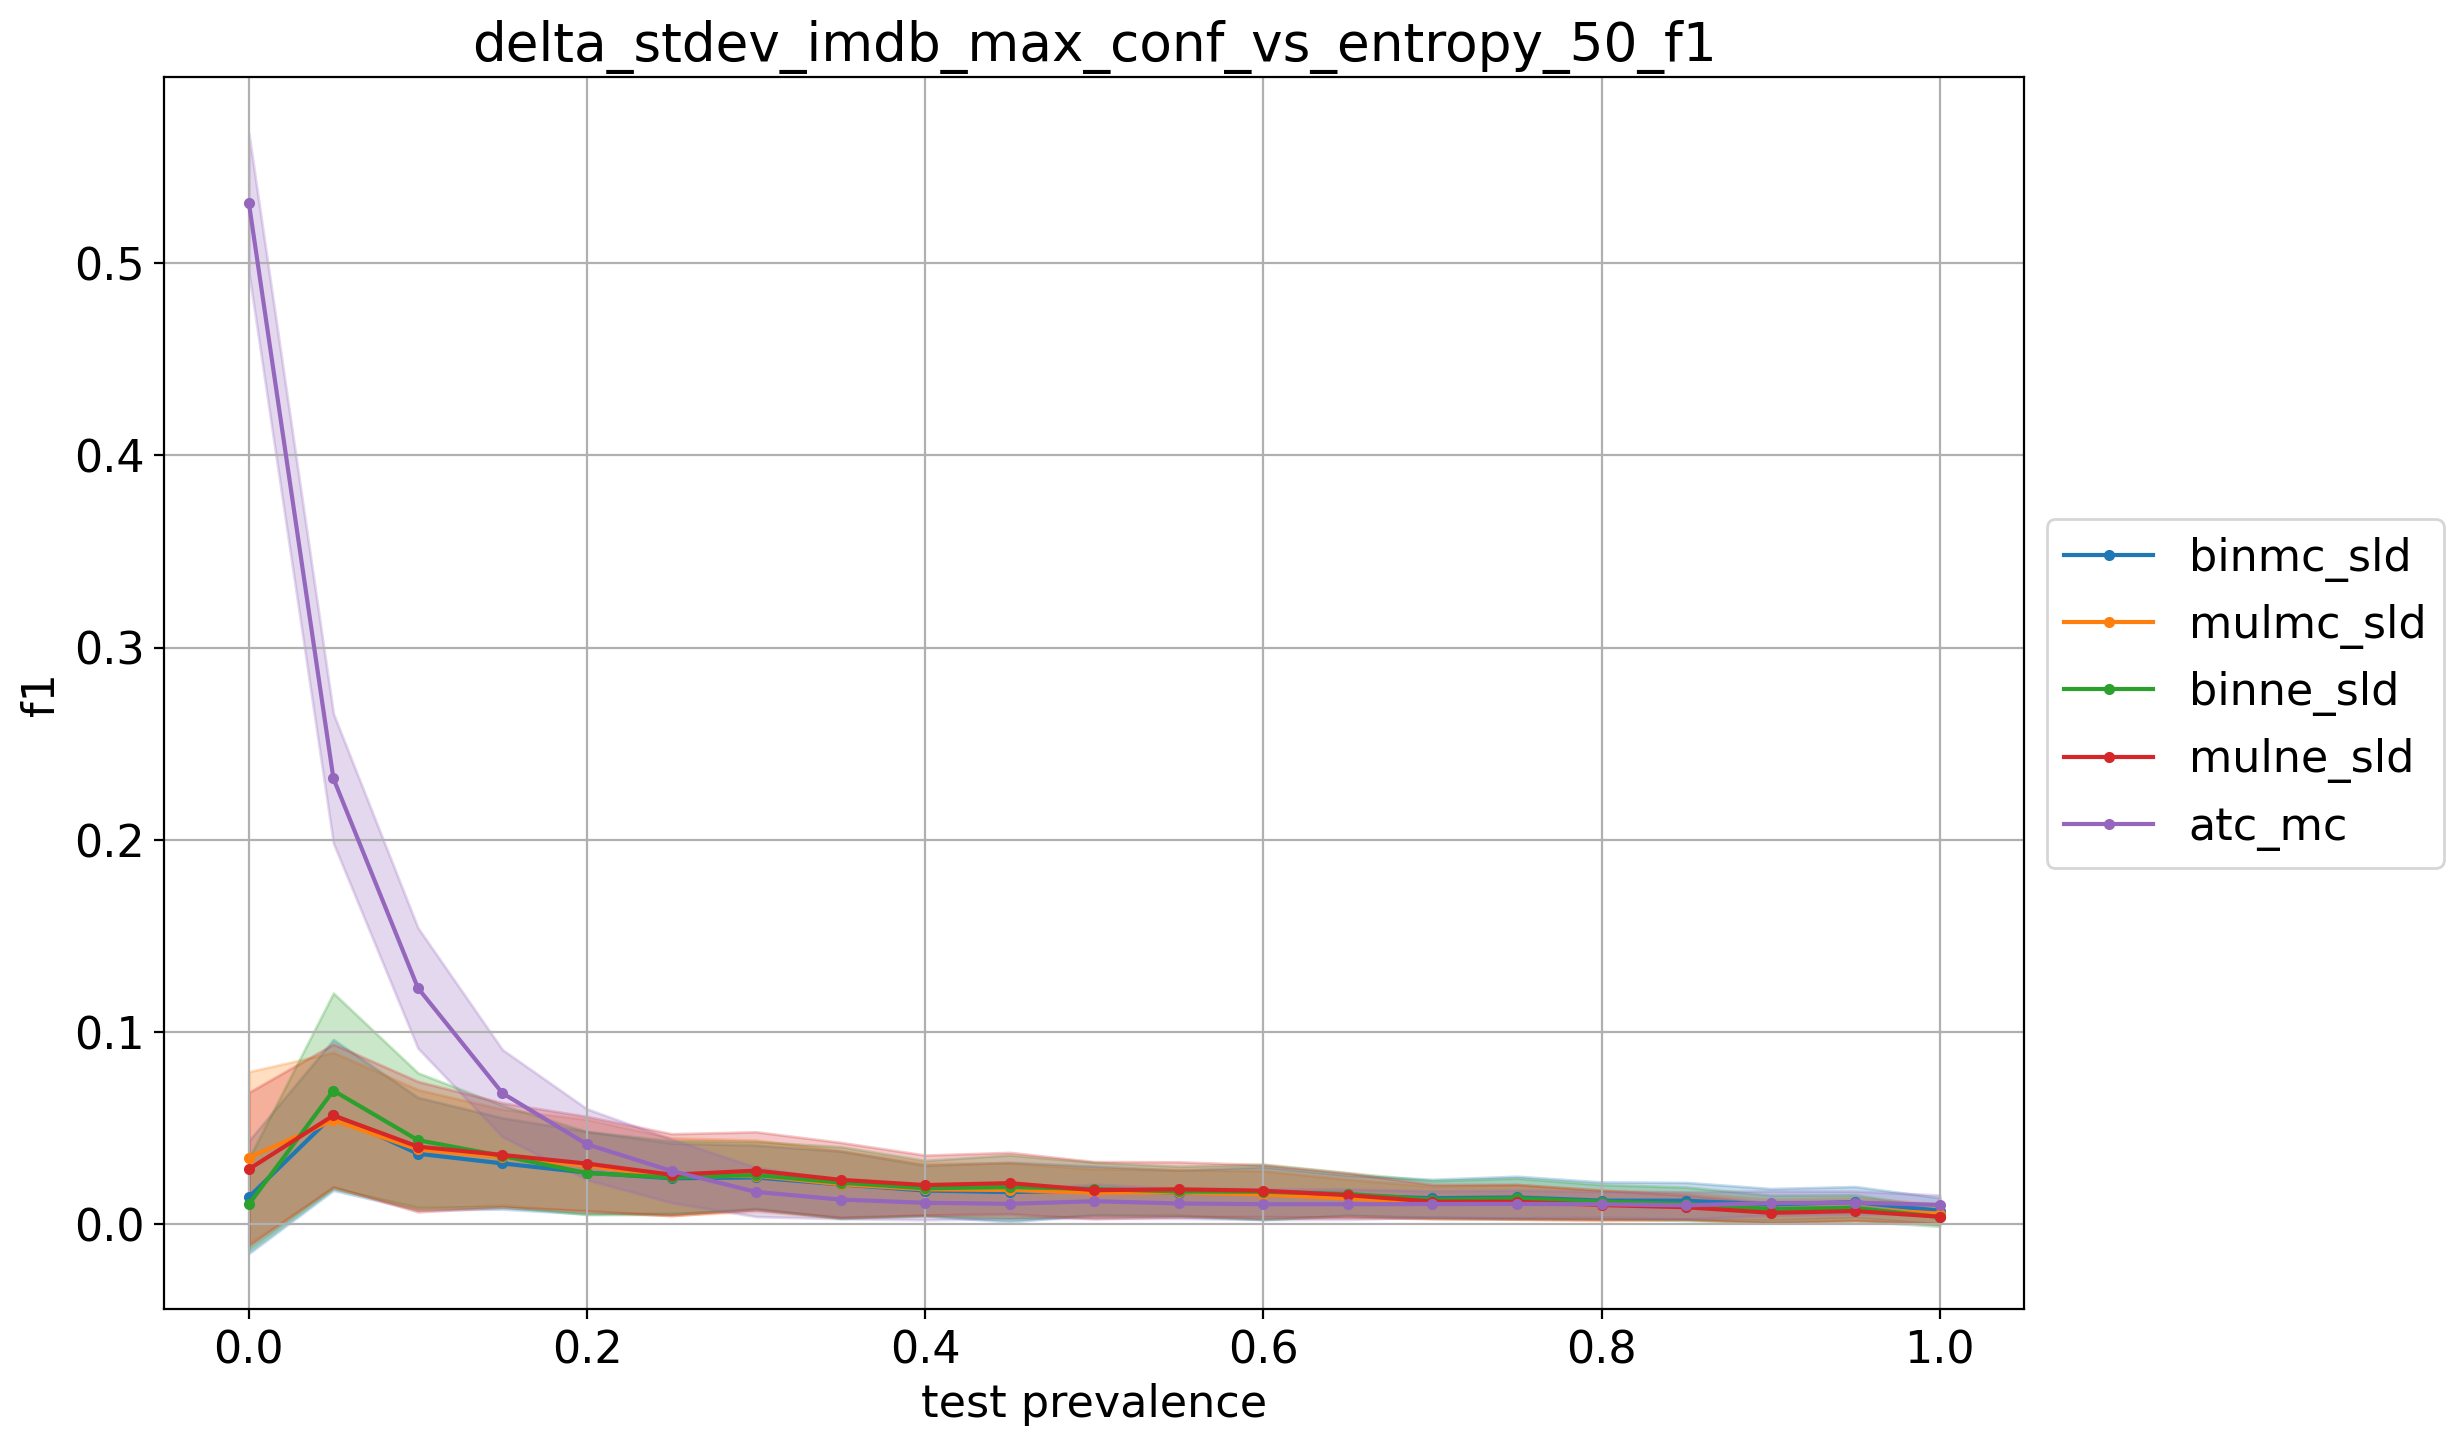 delta_stdev_imdb_max_conf_vs_entropy_50_f1
f1
0.5
0.4
0.3
0.2
0.1
0.0
0.0 0.2 0.4 0.6 0.8 1.0
test prevalence
binmc_sld
mulmc_sld
binne_sld
mulne_sld
atc_mc